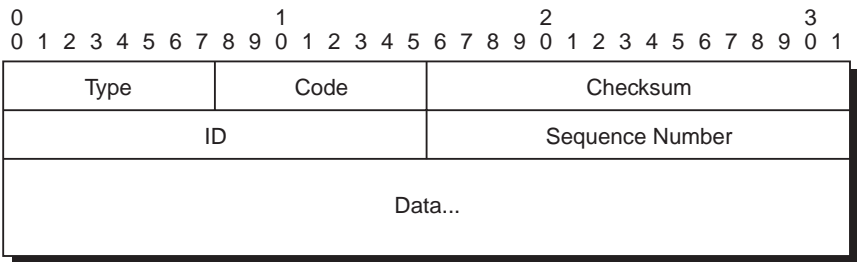 0 1 2 3
0 1 2 3 4 5 6 7 8 9 0 1 2 3 4 5 6 7 8 9 0 1 2 3 4 5 6 7 8 9 0 1
Type Code Checksum
ID Sequence Number
Data...